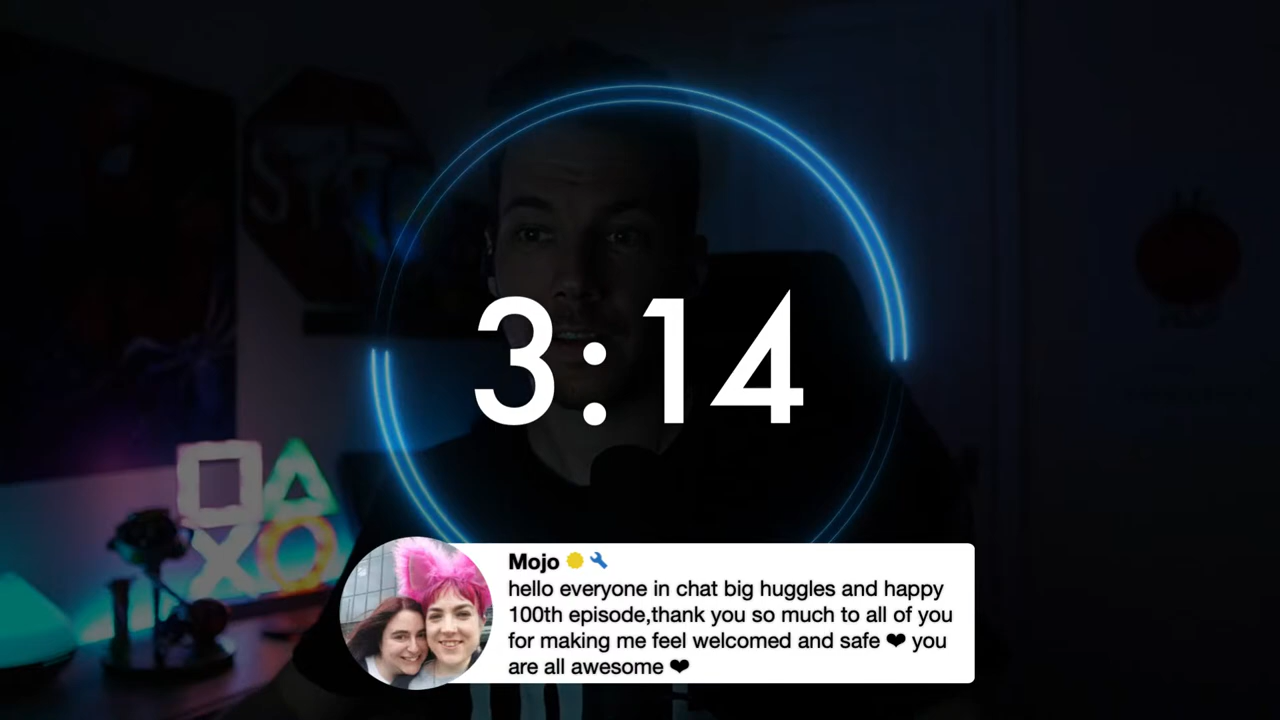 3:14
Mojo
hello everyone in chat big huggles and happy
100th episode,thank you so much to all of you
for making me feel welcomed and safe ❤ you
are all awesome ❤